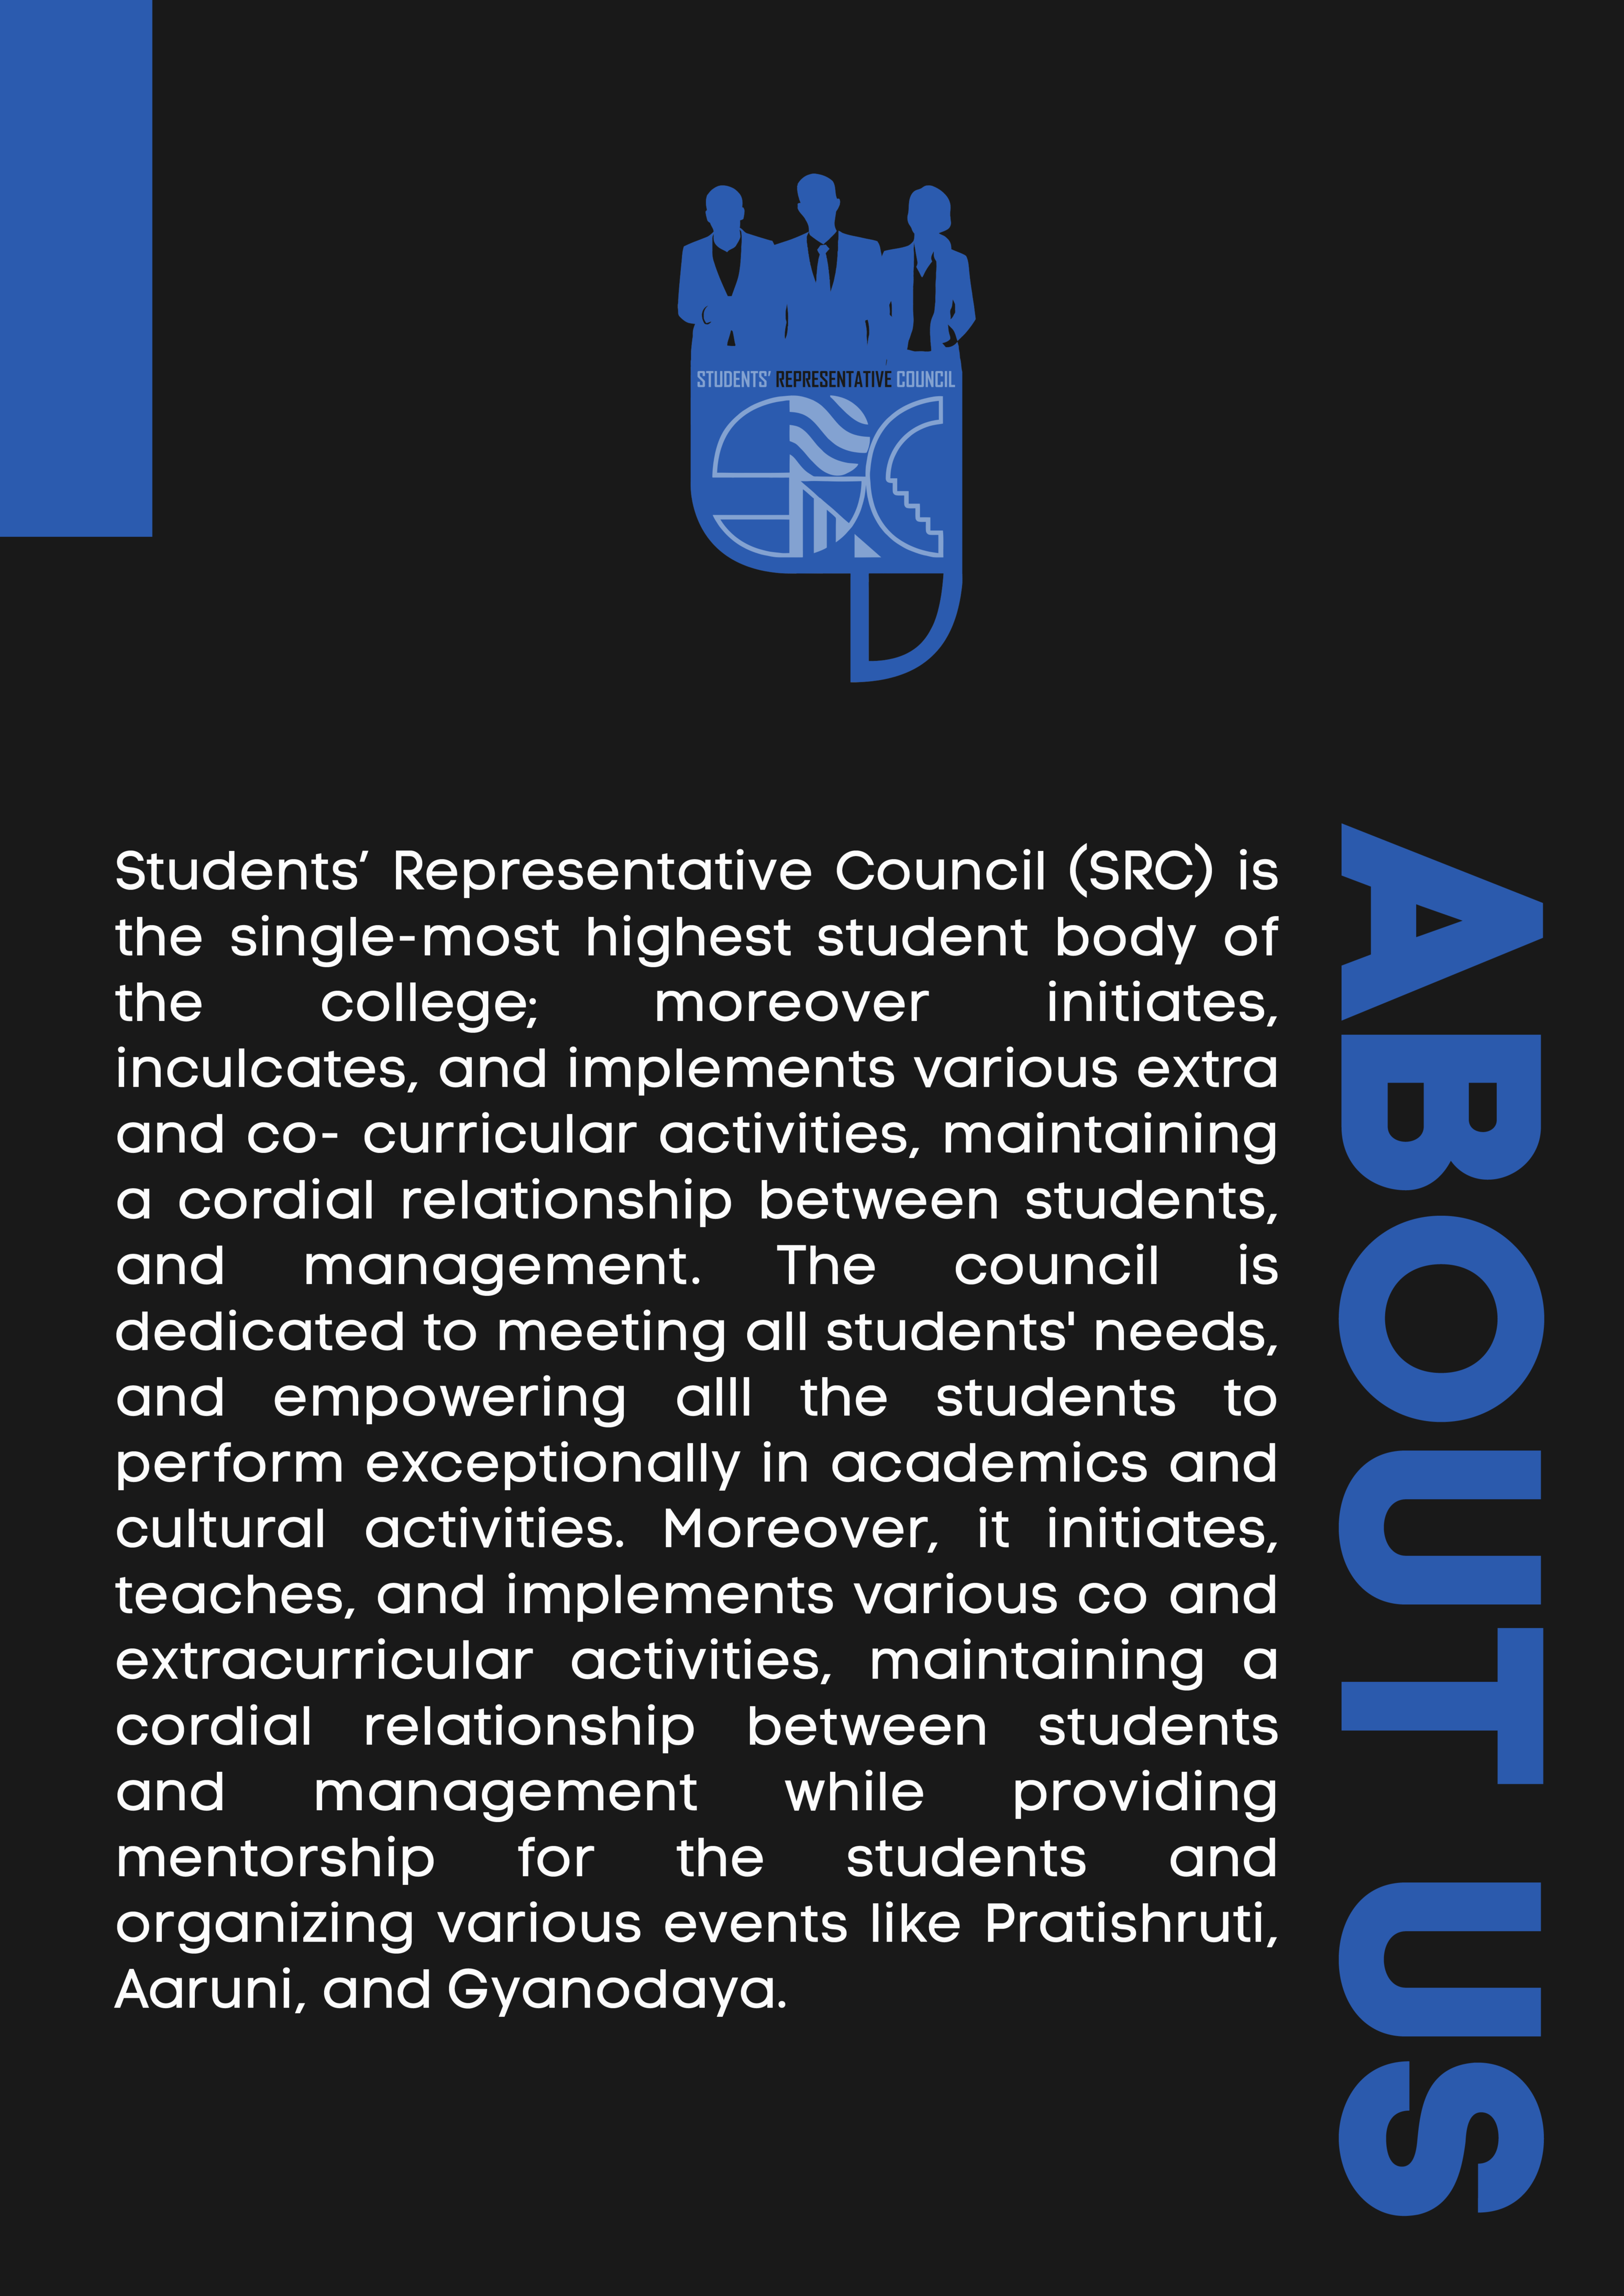 STUDENTS' REPRESENTATIVE COUNCIL
SRC
Students’ Representative Council (SRC) is
the single-most highest student body of
the college; moreover initiates,
inculcates, and implements various extra
and co- curricular activities, maintaining
a cordial relationship between students,
and management. The council is
dedicated to meeting all students' needs,
and empowering alll the students to
perform exceptionally in academics and
cultural activities. Moreover, it initiates,
teaches, and implements various co and
extracurricular activities, maintaining a
cordial relationship between students
and management while providing
mentorship for the students and
organizing various events like Pratishruti,
Aaruni, and Gyanodaya.
ABOUT US